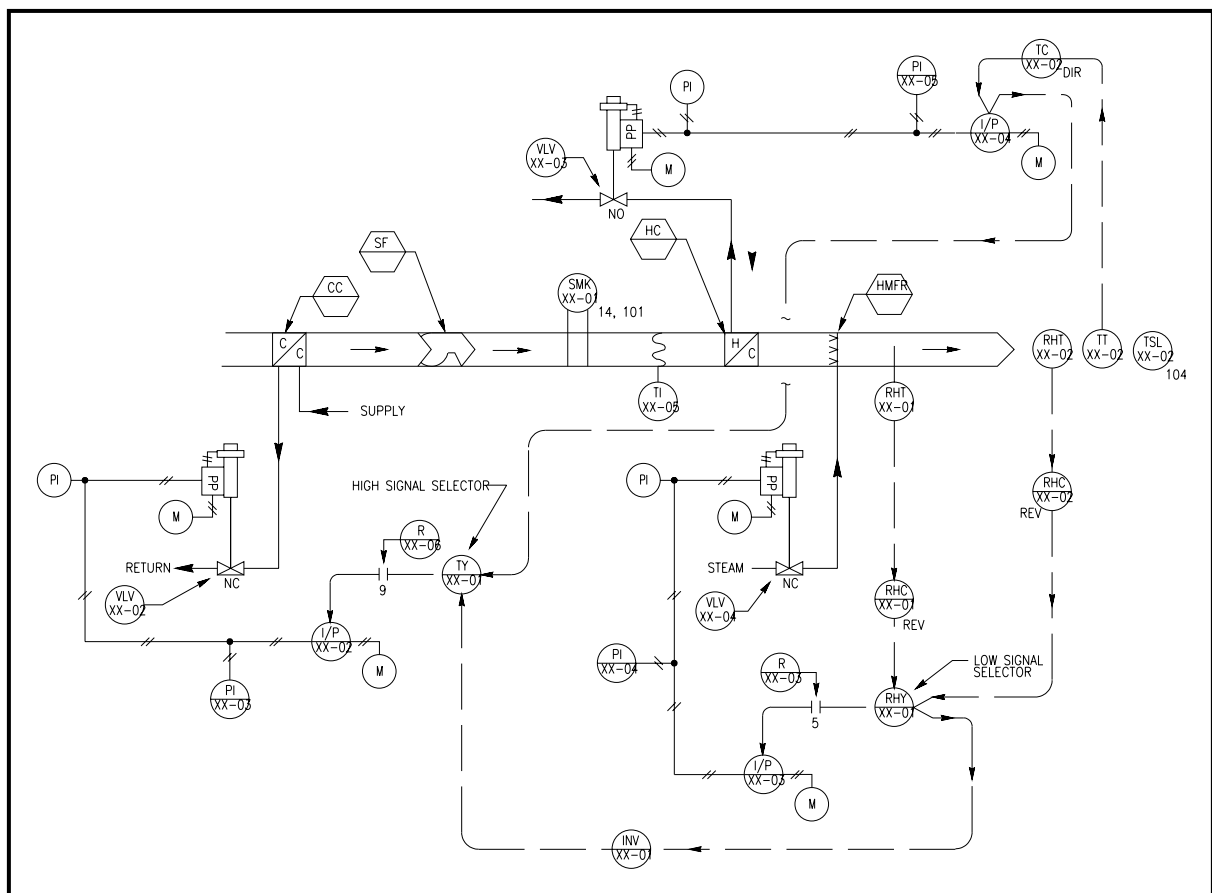 TC
XX-02
DIR
PI
XX-05
PI
I/P
XX-04
M
PP
M
VLV
XX-03
NO
HC
SF
CC
HMFR
SMK
XX-01
14, 101
C
C
H
C
~
RHT
XX-02
TT
XX-02
TSL
XX-02
104
TI
XX-05
~
RHT
XX-01
SUPPLY
PI
PP
M
HIGH SIGNAL SELECTOR
PI
PP
M
RHC
XX-02
REV
R
XX-06
TY
XX-01
RETURN
NC
9
STEAM
NC
VLV
XX-02
VLV
XX-04
RHC
XX-01
REV
I/P
XX-02
M
PI
XX-03
PI
XX-04
R
XX-03
LOW SIGNAL
SELECTOR
RHY
XX-01
5
I/P
XX-03
M
INV
XX-01